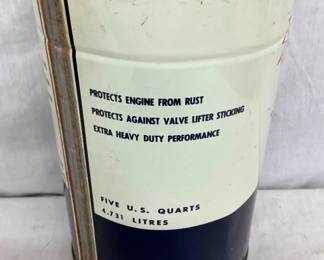 PROTECTS ENGINE FROM RUST
PROTECTS AGAINST VALVE LIFTER STICKING
EXTRA HEAVY DUTY PERFORMANCE
FIVE U.S. QUARTS
4.731 LITRES